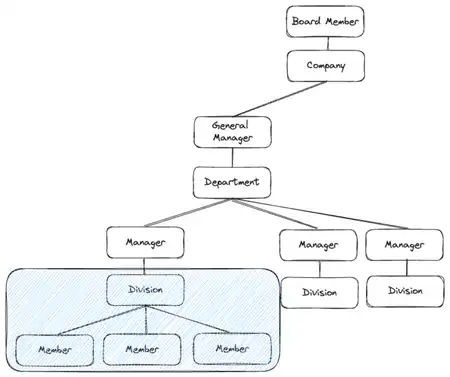 Board Member
Company
General
Manager
Department
Manager
Manager
Manager
Division
Division
Division
Member
Member
Member